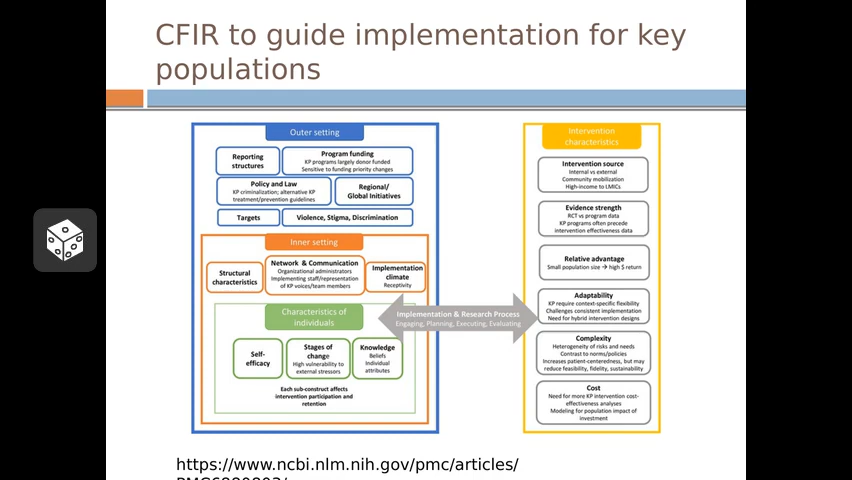 CFIR to guide implementation for key
populations
Outer setting
Reporting
structures
Program funding
KP programs largely donor funded
Sensitive to funding priority changes
Policy and Law
KP criminalization; alternative KP
treatment/prevention guidelines
Regional/
Global Initiatives
Targets
Violence, Stigma, Discrimination
Inner setting
Structural
characteristics
Network & Communication
Organizational administrators
Implementing staff/representation
of KP voices/team members
Implementation
climate
Receptivity
Characteristics of
individuals
Self-
efficacy
Stages of
change
High vulnerability to
external stressors
Knowledge
Beliefs
Individual
attributes
Each sub-construct affects
intervention participation and
retention
Implementation & Research Process
Engaging, Planning, Executing, Evaluating
Intervention
characteristics
Intervention source
Internal vs external
Community mobilization
High-income to LMICs
Evidence strength
RCT vs program data
KP programs often precede
intervention effectiveness data
Relative advantage
Small population size → high $ return
Adaptability
KP require context-specific flexibility
Challenges consistent implementation
Need for hybrid intervention designs
Complexity
Heterogeneity of risks and needs
Contrast to norms/policies
Increases patient-centeredness, but may
reduce feasibility, fidelity, sustainability
Cost
Need for more KP intervention cost-
effectiveness analyses
Modeling for population impact of
investment
https://www.ncbi.nlm.nih.gov/pmc/articles/